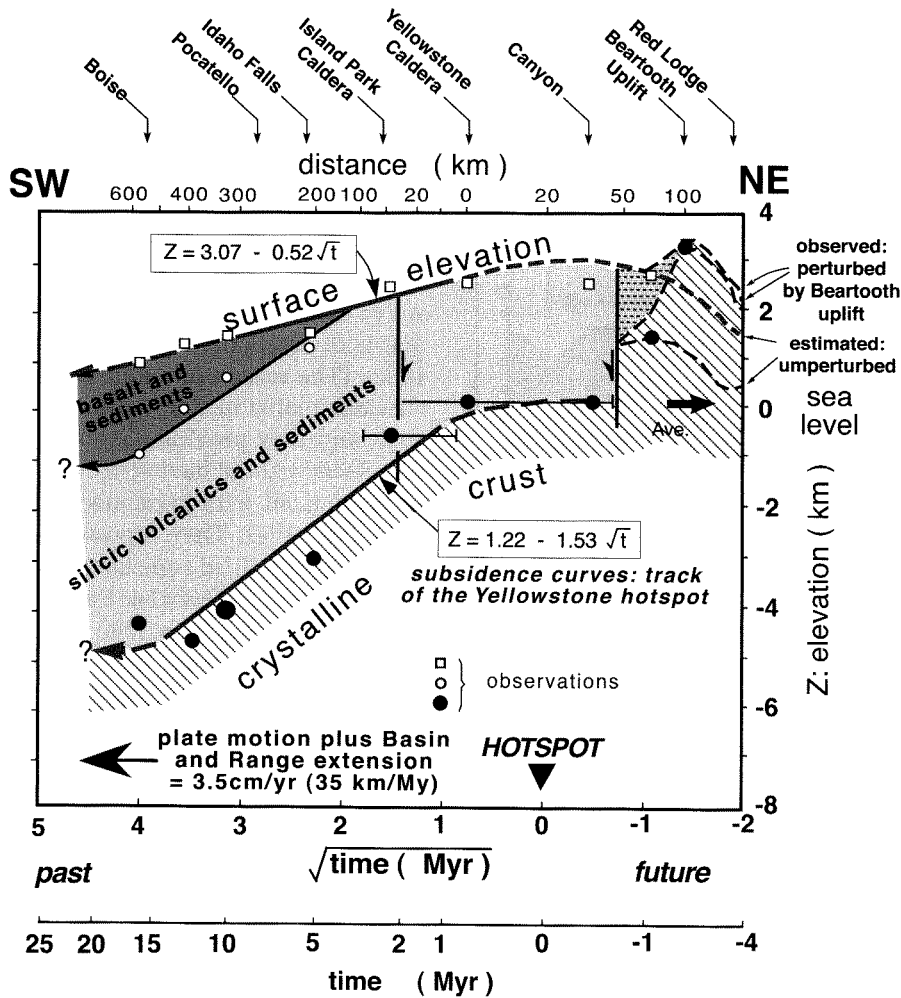 Boise
Idaho Falls
Pocatello
Island Park
Caldera
Yellowstone
Caldera
Canyon
Red Lodge
Beartooth
Uplift
distance ( km )
SW
NE
600 400 300 200 100 20 0 20 50 100
Z = 3.07 - 0.52 √t
surface elevation
observed:
perturbed
by Beartooth
uplift
estimated:
umperturbed
basalt and
sediments
silicic volcanics and sediments
?
?
Ave.
sea
level
4
2
0
-2
-4
-6
-8
Z: elevation ( km )
crystalline crust
Z = 1.22 - 1.53 √t
subsidence curves: track
of the Yellowstone hotspot
observations
plate motion plus Basin
and Range extension
= 3.5cm/yr (35 km/My)
HOTSPOT
5 4 3 2 1 0 -1 -2
past
√time ( Myr)
future
25 20 15 10 5 2 1 0 -1 -4
time ( Myr )